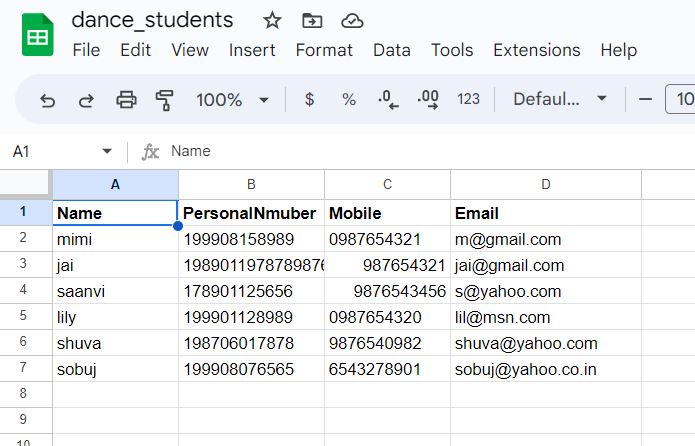 dance_students
File Edit View Insert Format Data Tools Extensions Help
100% $ % .0 .00 123 Defaul... 10
A1 fx Name
A B C D
1 Name PersonalNmuber Mobile Email
2 mimi 199908158989 0987654321 m@gmail.com
3 jai 198901197878987 987654321 jai@gmail.com
4 saanvi 178901125656 9876543456 s@yahoo.com
5 lily 199901128989 0987654320 lil@msn.com
6 shuva 198706017878 9876540982 shuva@yahoo.com
7 sobuj 199908076565 6543278901 sobuj@yahoo.co.in
8
9
10